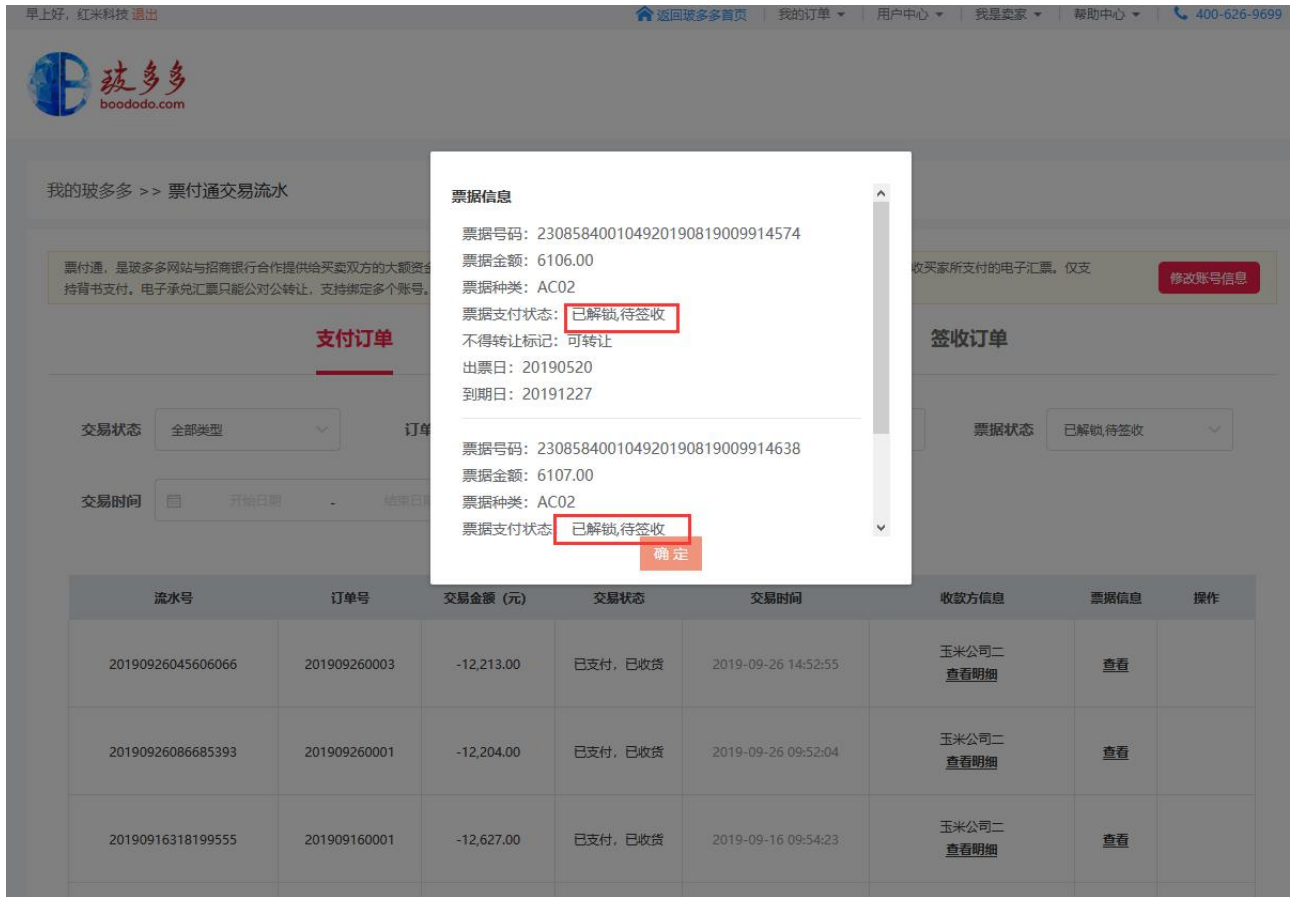 早上好，红米科技 退出
返回玻多多首页 我的订单 用户中心 我是卖家 帮助中心 400-626-9699
玻多多
boododo.com
我的玻多多 >> 票付通交易流水
票付通，是玻多多网站与招商银行合作提供给买卖双方的大额资
收买家所支付的电子汇票。仅支
持背书支付。电子承兑汇票只能公对公转让，支持绑定多个账号。
修改账号信息
支付订单
签收订单
交易状态 全部类型
票据状态 已解锁,待签收
交易时间 开始日期 - 结束日
票据信息
票据号码：230858400104920190819009914574
票据金额：6106.00
票据种类：AC02
票据支付状态：已解锁,待签收
不得转让标记：可转让
出票日：20190520
到期日：20191227
票据号码：230858400104920190819009914638
票据金额：6107.00
票据种类：AC02
票据支付状态 已解锁,待签收
确定
流水号 订单号 交易金额（元） 交易状态 交易时间 收款方信息 票据信息 操作
20190926045606066 201909260003 -12,213.00 已支付，已收货 2019-09-26 14:52:55 玉米公司二 查看明细 查看
20190926086685393 201909260001 -12,204.00 已支付，已收货 2019-09-26 09:52:04 玉米公司二 查看明细 查看
20190916318199555 201909160001 -12,627.00 已支付，已收货 2019-09-16 09:54:23 玉米公司二 查看明细 查看